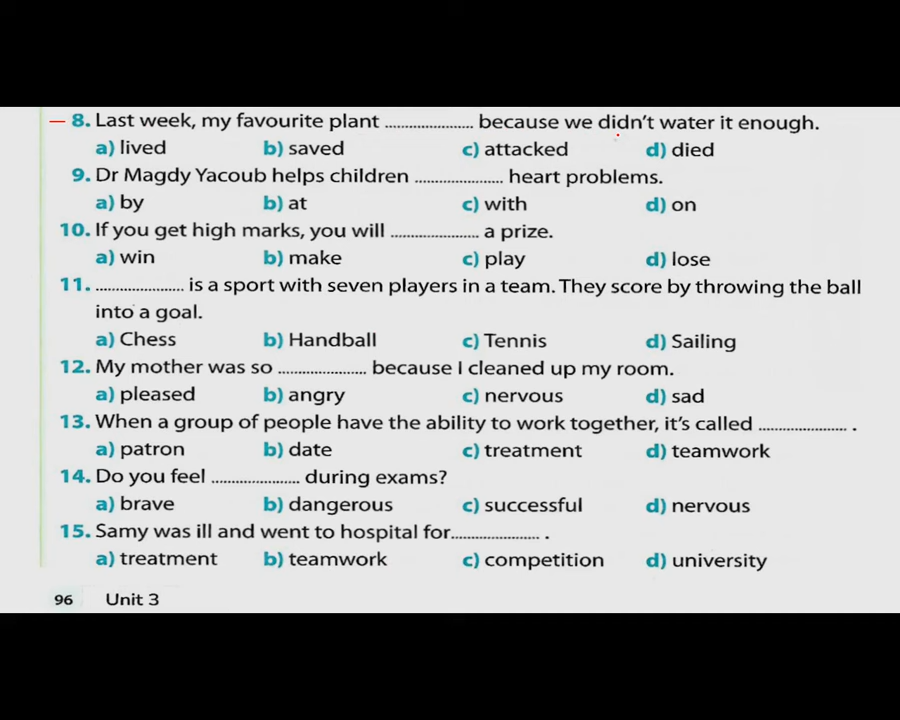 8. Last week, my favourite plant ...................... because we didn't water it enough.
a) lived b) saved c) attacked d) died
9. Dr Magdy Yacoub helps children ...................... heart problems.
a) by b) at c) with d) on
10. If you get high marks, you will ...................... a prize.
a) win b) make c) play d) lose
11. ...................... is a sport with seven players in a team. They score by throwing the ball
into a goal.
a) Chess b) Handball c) Tennis d) Sailing
12. My mother was so ...................... because I cleaned up my room.
a) pleased b) angry c) nervous d) sad
13. When a group of people have the ability to work together, it's called ...................... .
a) patron b) date c) treatment d) teamwork
14. Do you feel ...................... during exams?
a) brave b) dangerous c) successful d) nervous
15. Samy was ill and went to hospital for...................... .
a) treatment b) teamwork c) competition d) university
96 Unit 3